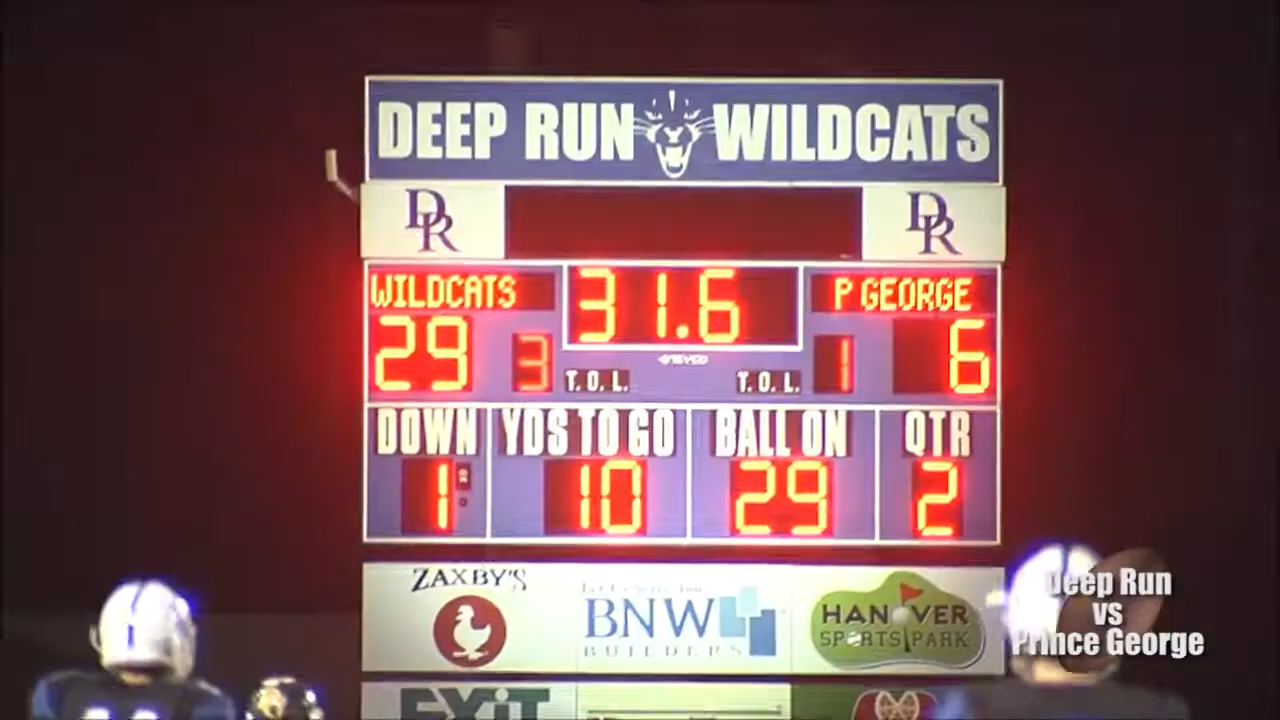 DEEP RUN WILDCATS
DR DR
WILDCATS 31.6 P GEORGE
29 3 T.O.L. T.O.L. 1 6
DOWN YDS TO GO BALL ON QTR
1 10 29 2
ZAXBY'S
BNW
BUILDERS
HANOVER
SPORTS PARK
EXIT
Deep Run
vs
Prince George